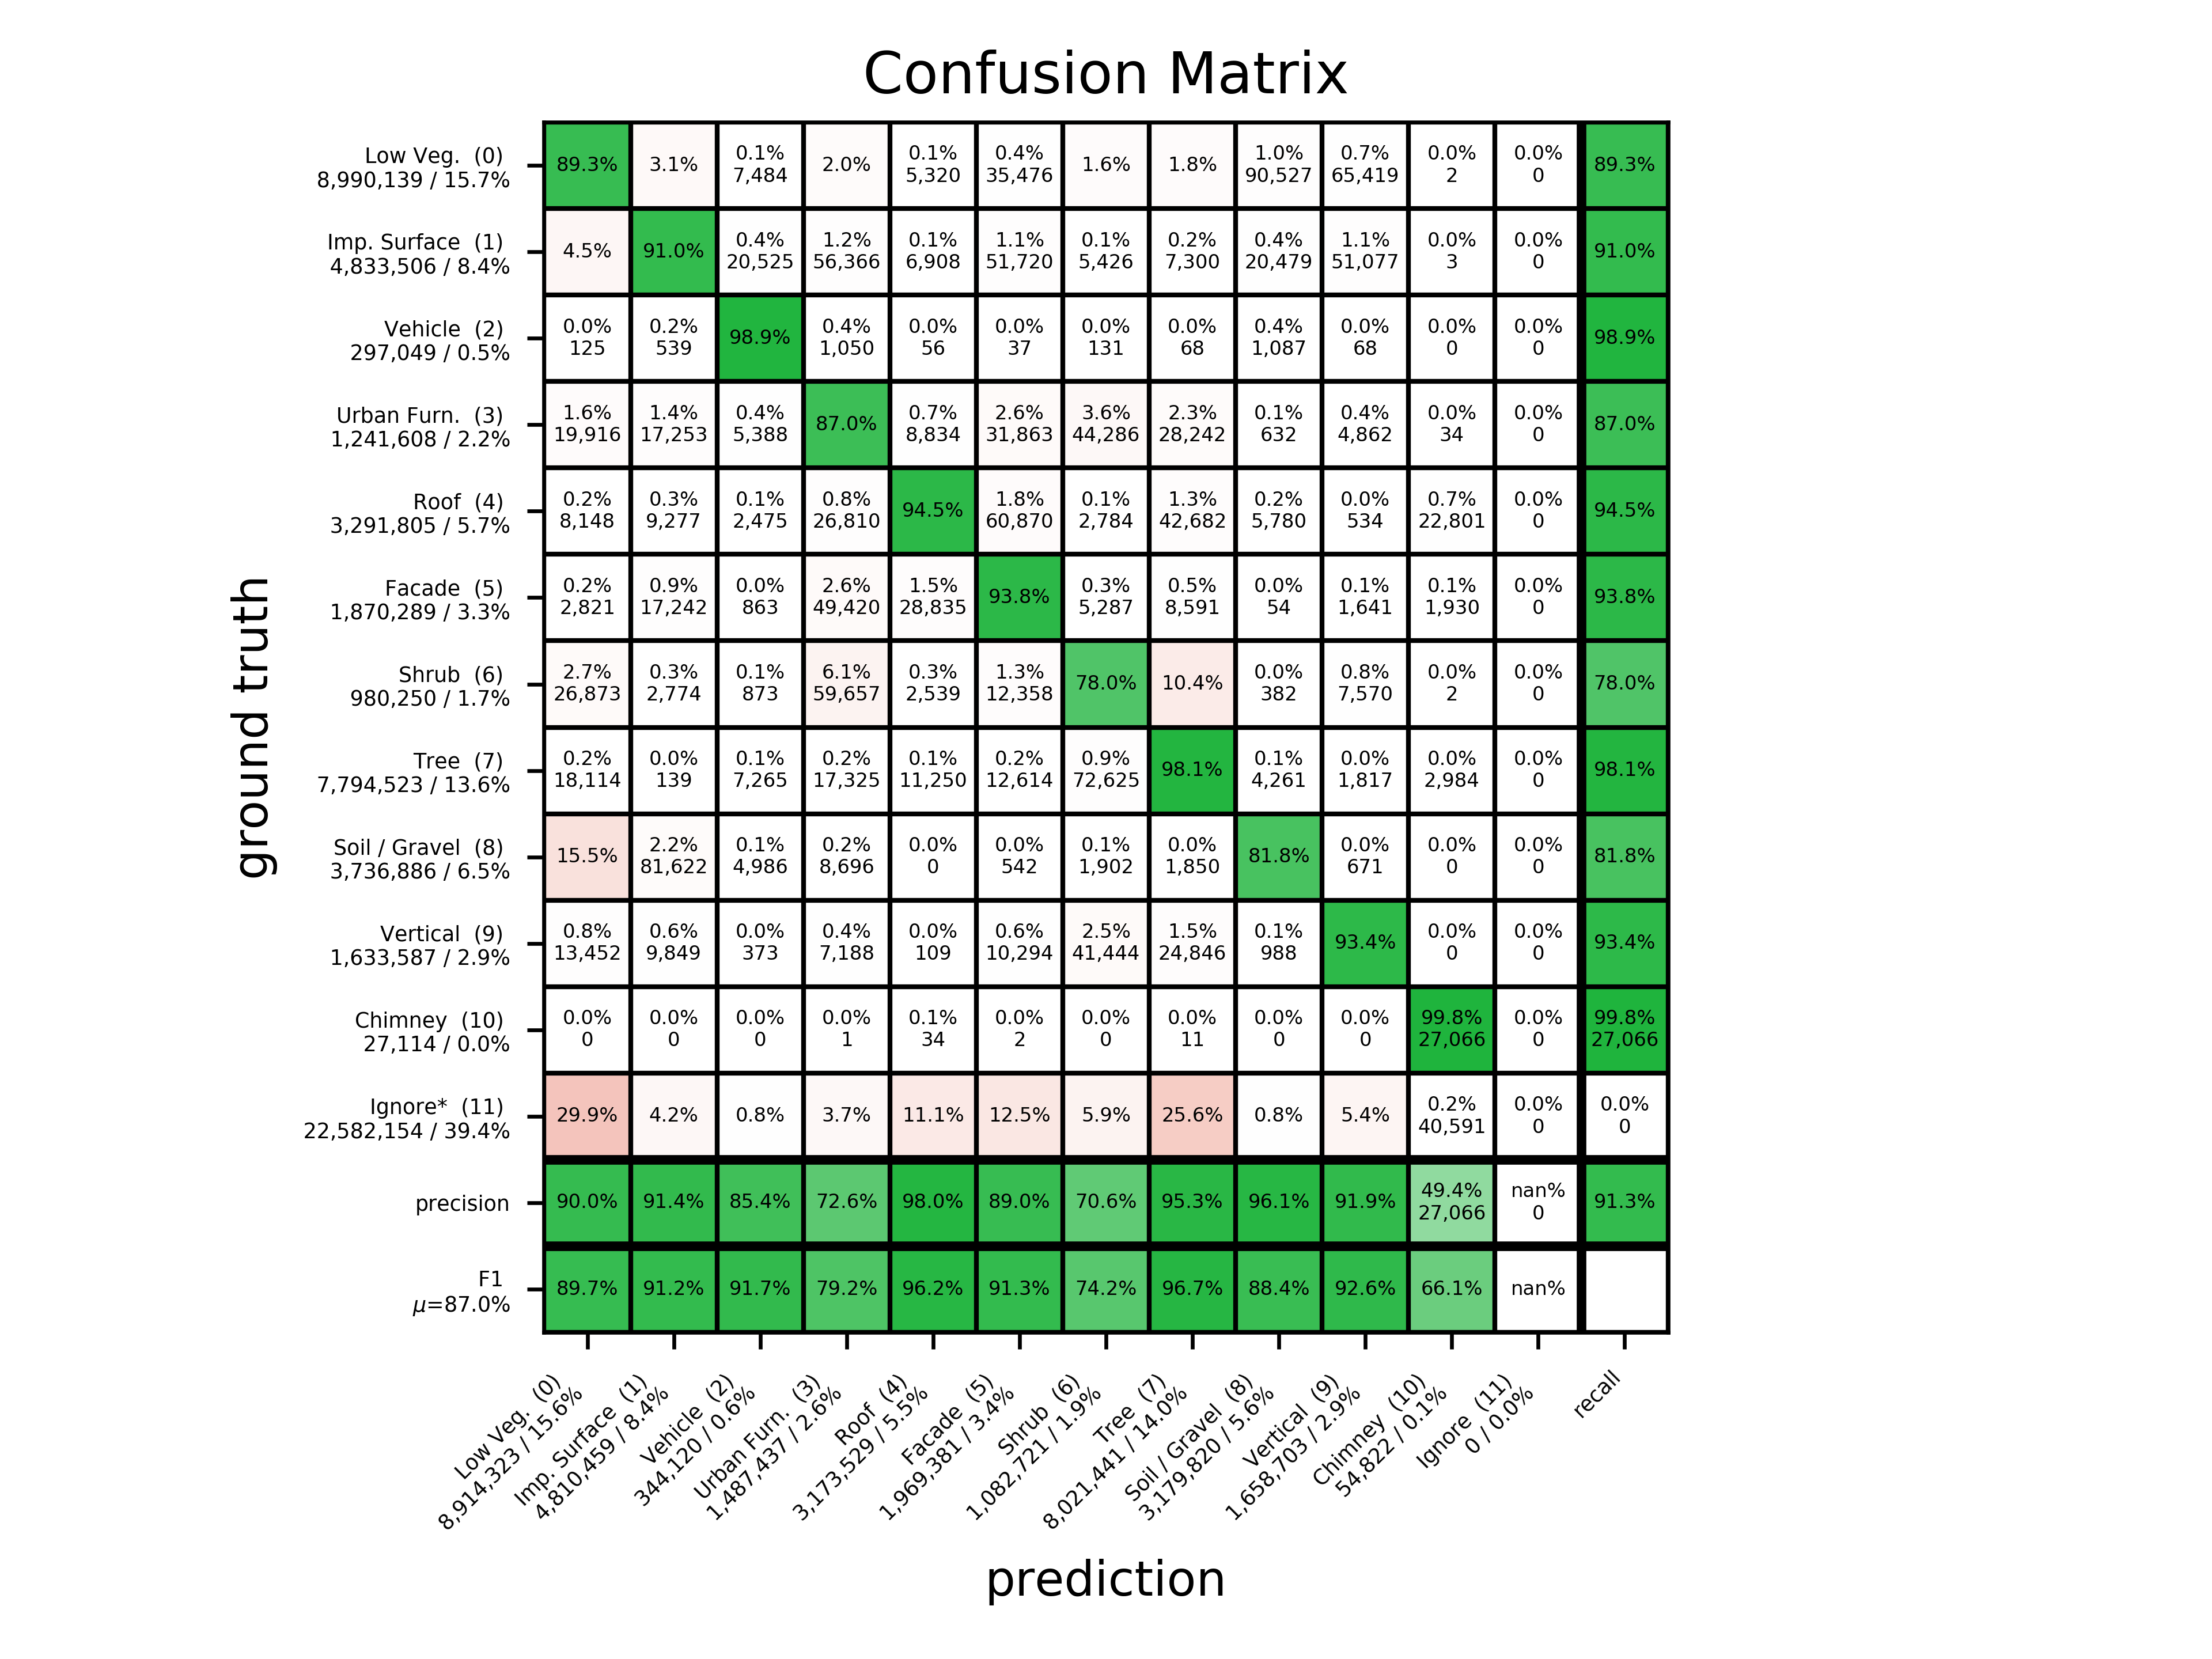 Confusion Matrix
ground truth
Low Veg. (0)
8,990,139 / 15.7%
89.3% 3.1% 0.1% 2.0% 0.1% 0.4% 1.6% 1.8% 1.0% 0.7% 0.0% 0.0% 89.3%
7,484 5,320 35,476 90,527 65,419 2 0
Imp. Surface (1)
4,833,506 / 8.4%
4.5% 91.0% 0.4% 1.2% 0.1% 1.1% 0.1% 0.2% 0.4% 1.1% 0.0% 0.0% 91.0%
20,525 56,366 6,908 51,720 5,426 7,300 20,479 51,077 3 0
Vehicle (2)
297,049 / 0.5%
0.0% 0.2% 98.9% 0.4% 0.0% 0.0% 0.0% 0.0% 0.4% 0.0% 0.0% 0.0% 98.9%
125 539 1,050 56 37 131 68 1,087 68 0 0
Urban Furn. (3)
1,241,608 / 2.2%
1.6% 1.4% 0.4% 87.0% 0.7% 2.6% 3.6% 2.3% 0.1% 0.4% 0.0% 0.0% 87.0%
19,916 17,253 5,388 8,834 31,863 44,286 28,242 632 4,862 34 0
Roof (4)
3,291,805 / 5.7%
0.2% 0.3% 0.1% 0.8% 94.5% 1.8% 0.1% 1.3% 0.2% 0.0% 0.7% 0.0% 94.5%
8,148 9,277 2,475 26,810 60,870 2,784 42,682 5,780 534 22,801 0
Facade (5)
1,870,289 / 3.3%
0.2% 0.9% 0.0% 2.6% 1.5% 93.8% 0.3% 0.5% 0.0% 0.1% 0.1% 0.0% 93.8%
2,821 17,242 863 49,420 28,835 5,287 8,591 54 1,641 1,930 0
Shrub (6)
980,250 / 1.7%
2.7% 0.3% 0.1% 6.1% 0.3% 1.3% 78.0% 10.4% 0.0% 0.8% 0.0% 0.0% 78.0%
26,873 2,774 873 59,657 2,539 12,358 382 7,570 2 0
Tree (7)
7,794,523 / 13.6%
0.2% 0.0% 0.1% 0.2% 0.1% 0.2% 0.9% 98.1% 0.1% 0.0% 0.0% 0.0% 98.1%
18,114 139 7,265 17,325 11,250 12,614 72,625 4,261 1,817 2,984 0
Soil / Gravel (8)
3,736,886 / 6.5%
15.5% 2.2% 0.1% 0.2% 0.0% 0.0% 0.1% 0.0% 81.8% 0.0% 0.0% 0.0% 81.8%
81,622 4,986 8,696 0 542 1,902 1,850 671 0 0
Vertical (9)
1,633,587 / 2.9%
0.8% 0.6% 0.0% 0.4% 0.0% 0.6% 2.5% 1.5% 0.1% 93.4% 0.0% 0.0% 93.4%
13,452 9,849 373 7,188 109 10,294 41,444 24,846 988 0 0
Chimney (10)
27,114 / 0.0%
0.0% 0.0% 0.0% 0.0% 0.1% 0.0% 0.0% 0.0% 0.0% 0.0% 99.8% 0.0% 99.8%
0 0 0 1 34 2 0 11 0 0 27,066 0 27,066
Ignore* (11)
22,582,154 / 39.4%
29.9% 4.2% 0.8% 3.7% 11.1% 12.5% 5.9% 25.6% 0.8% 5.4% 0.2% 0.0% 0.0%
40,591 0 0
precision
90.0% 91.4% 85.4% 72.6% 98.0% 89.0% 70.6% 95.3% 96.1% 91.9% 49.4% nan% 91.3%
27,066 0
F1
μ=87.0%
89.7% 91.2% 91.7% 79.2% 96.2% 91.3% 74.2% 96.7% 88.4% 92.6% 66.1% nan%
Low Veg. (0)
8,914,323 / 15.6%
Imp. Surface (1)
4,810,459 / 8.4%
Vehicle (2)
344,120 / 0.6%
Urban Furn. (3)
1,487,437 / 2.6%
Roof (4)
3,173,529 / 5.5%
Facade (5)
1,969,381 / 3.4%
Shrub (6)
1,082,721 / 1.9%
Tree (7)
8,021,441 / 14.0%
Soil / Gravel (8)
3,179,820 / 5.6%
Vertical (9)
1,658,703 / 2.9%
Chimney (10)
54,822 / 0.1%
Ignore (11)
0 / 0.0%
recall
prediction